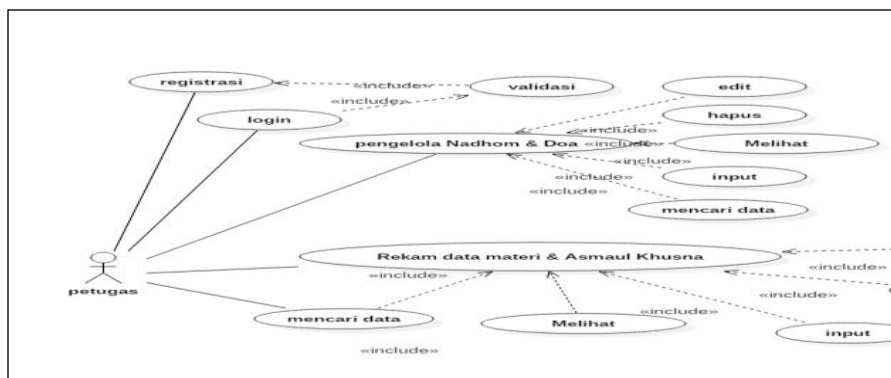 registrasi
«include»
validasi
edit
«include»
login
hapus
«include»
pengelola Nadhom & Doa
«include»
Melihat
«include»
«include»
input
«include»
mencari data
Rekam data materi & Asmaul Khusna
«include»
«include»
petugas
«include»
mencari data
«include»
Melihat
input
«include»